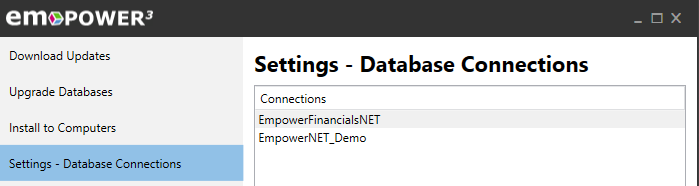 emPOWER³
Download Updates
Upgrade Databases
Install to Computers
Settings - Database Connections
Settings - Database Connections
Connections
EmpowerFinancialsNET
EmpowerNET_Demo